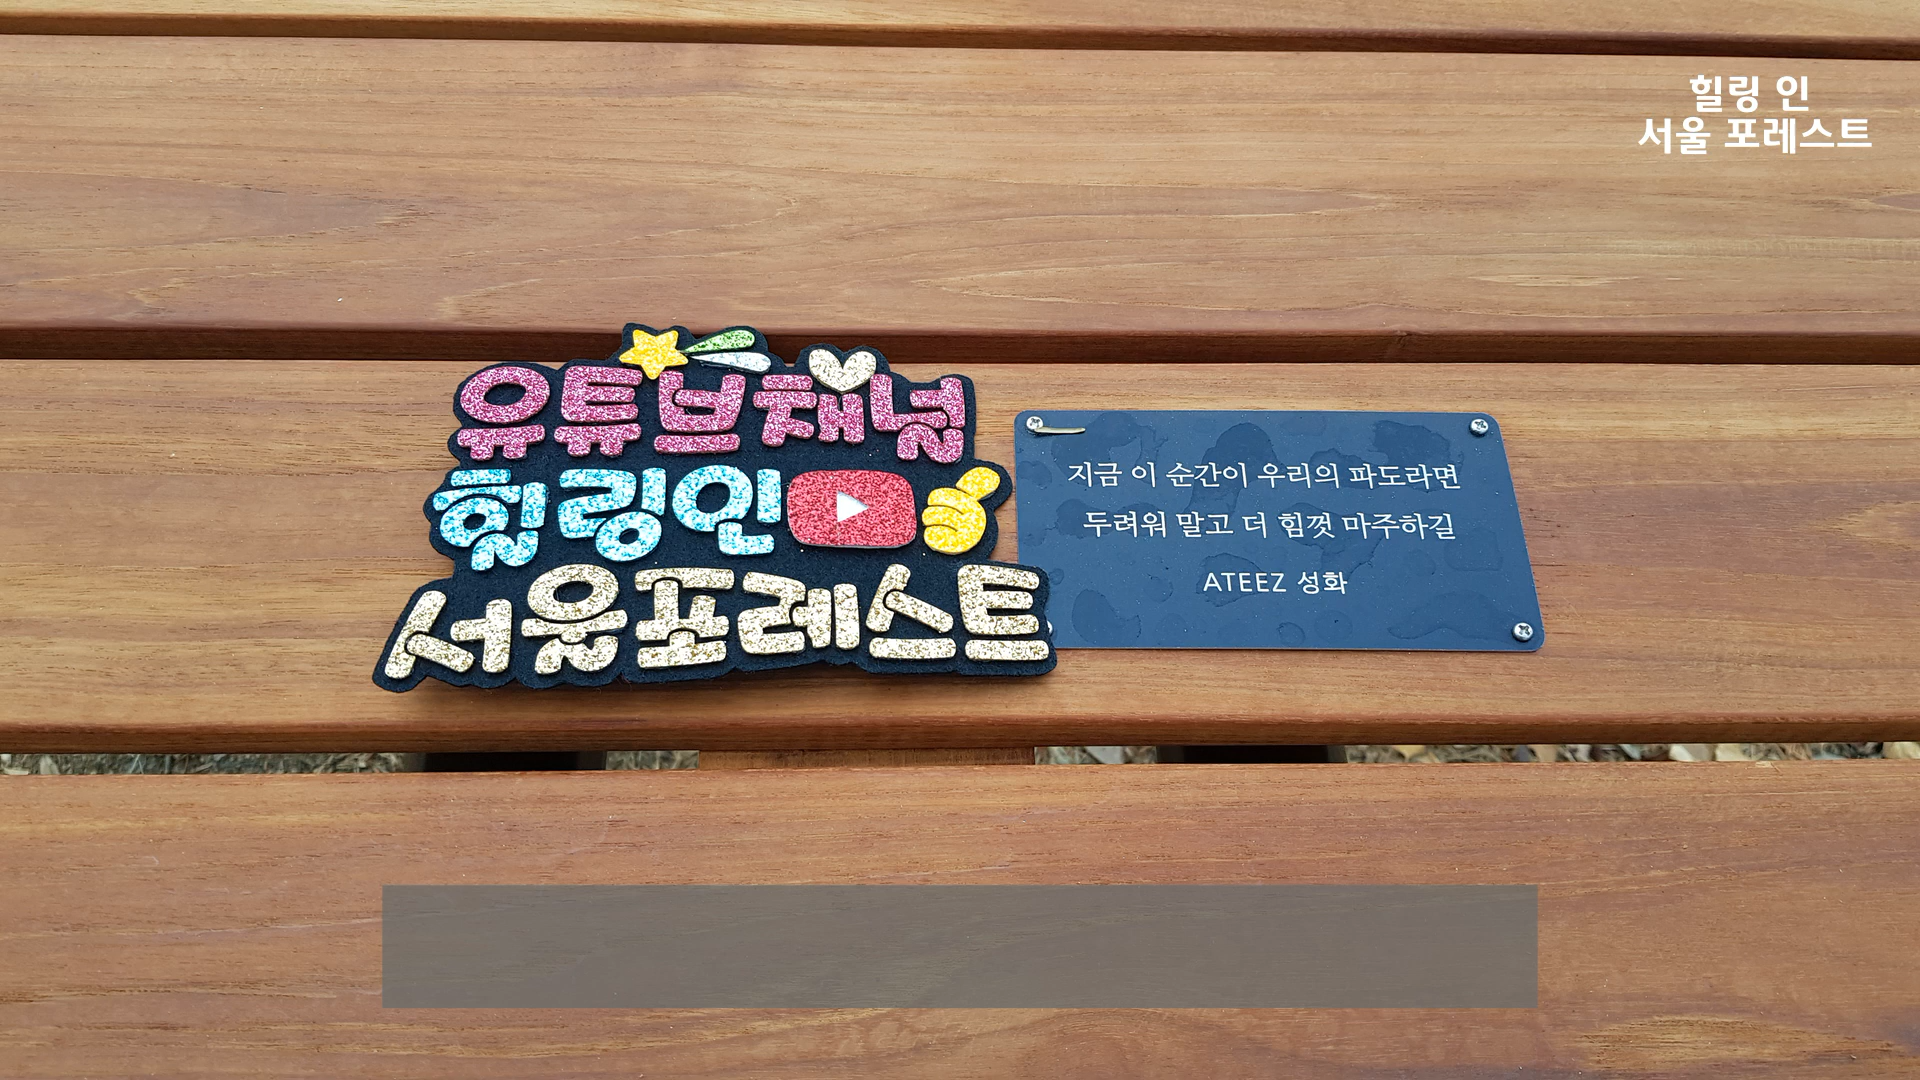 힐링 인
서울 포레스트
유튜브채널
힐링인
서울포레스트
지금 이 순간이 우리의 파도라면
두려워 말고 더 힘껏 마주하길
ATEEZ 성화